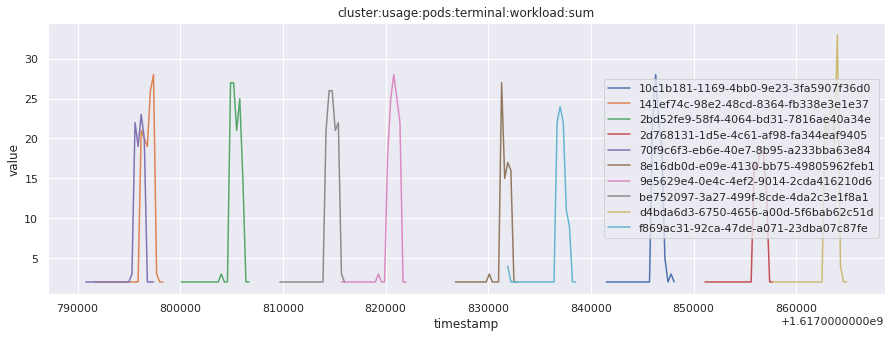 cluster:usage:pods:terminal:workload:sum
value
30
25
20
15
10
5
10c1b181-1169-4bb0-9e23-3fa5907f36d0
141ef74c-98e2-48cd-8364-fb338e3e1e37
2bd52fe9-58f4-4064-bd31-7816ae40a34e
2d768131-1d5e-4c61-af98-fa344eaf9405
70f9c6f3-eb6e-40e7-8b95-a233bba63e84
8e16db0d-e09e-4130-bb75-49805962feb1
9e5629e4-0e4c-4ef2-9014-2cda416210d6
be752097-3a27-499f-8cde-4da2c3e1f8a1
d4bda6d3-6750-4656-a00d-5f6bab62c51d
f869ac31-92ca-47de-a071-23dba07c87fe
790000 800000 810000 820000 830000 840000 850000 860000
+1.6170000000e9
timestamp